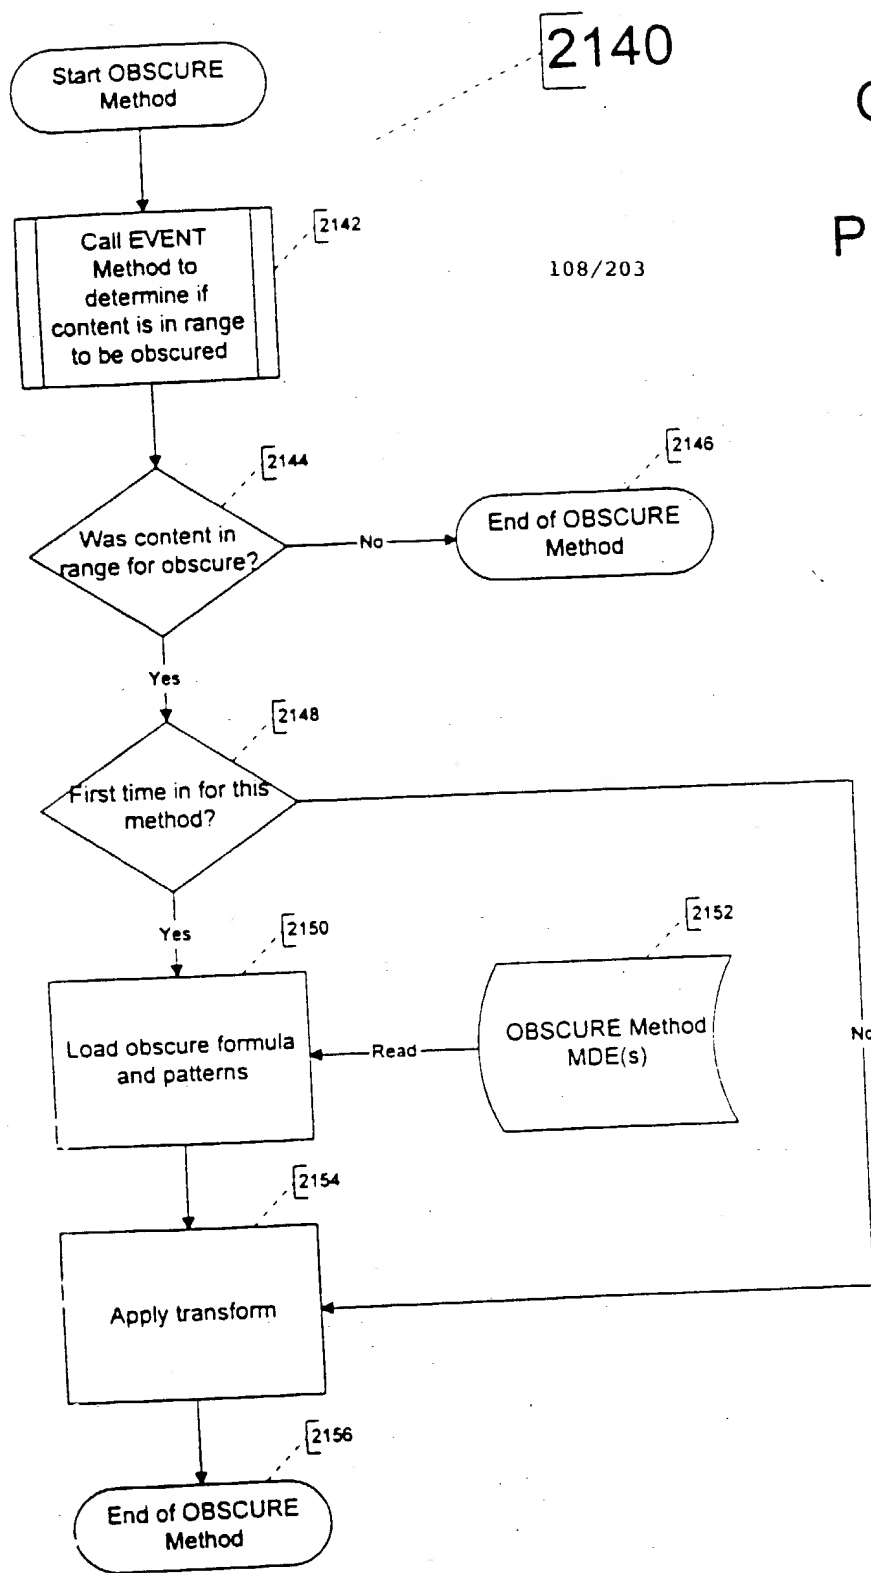 2140
Start OBSCURE
Method
P
2142
Call EVENT
Method to
determine if
content is in range
to be obscured
108/203
2144
2146
Was content in
range for obscure?
No
End of OBSCURE
Method
Yes
2148
First time in for this
method?
Yes
2150
2152
Load obscure formula
and patterns
Read
OBSCURE Method
MDE(s)
No
2154
Apply transform
2156
End of OBSCURE
Method